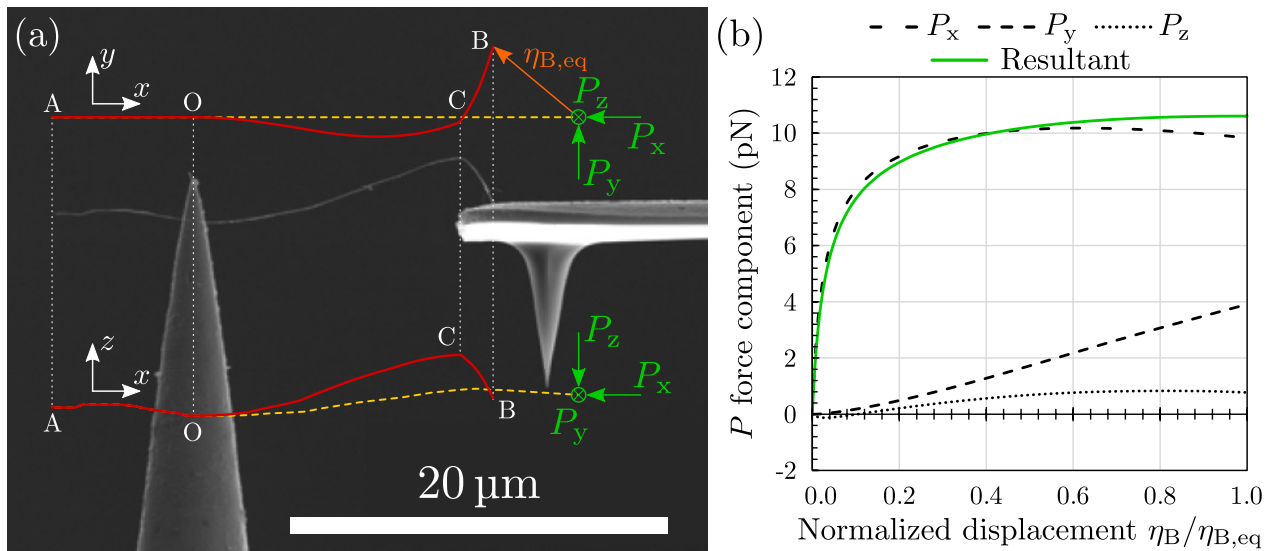 (a)
y
x
A
O
C
B
η_B,eq
P_z
P_x
P_y
z
x
C
P_z
P_x
A
O
B
P_y
20 µm
(b)
P_x P_y P_z
Resultant
P force component (pN)
12
10
8
6
4
2
0
-2
0.0 0.2 0.4 0.6 0.8 1.0
Normalized displacement η_B/η_B,eq